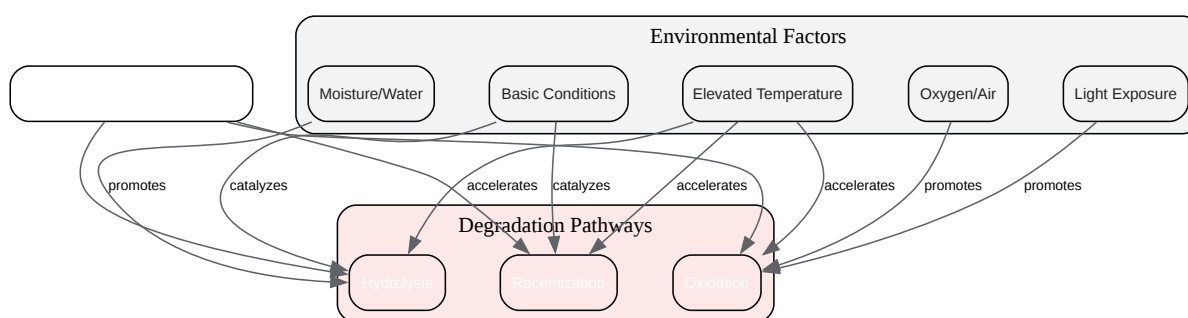 Environmental Factors
Moisture/Water
Basic Conditions
Elevated Temperature
Oxygen/Air
Light Exposure
promotes
catalyzes
accelerates
catalyzes
accelerates
accelerates
promotes
promotes
Degradation Pathways
Hydrolysis
Racemization
Oxidation